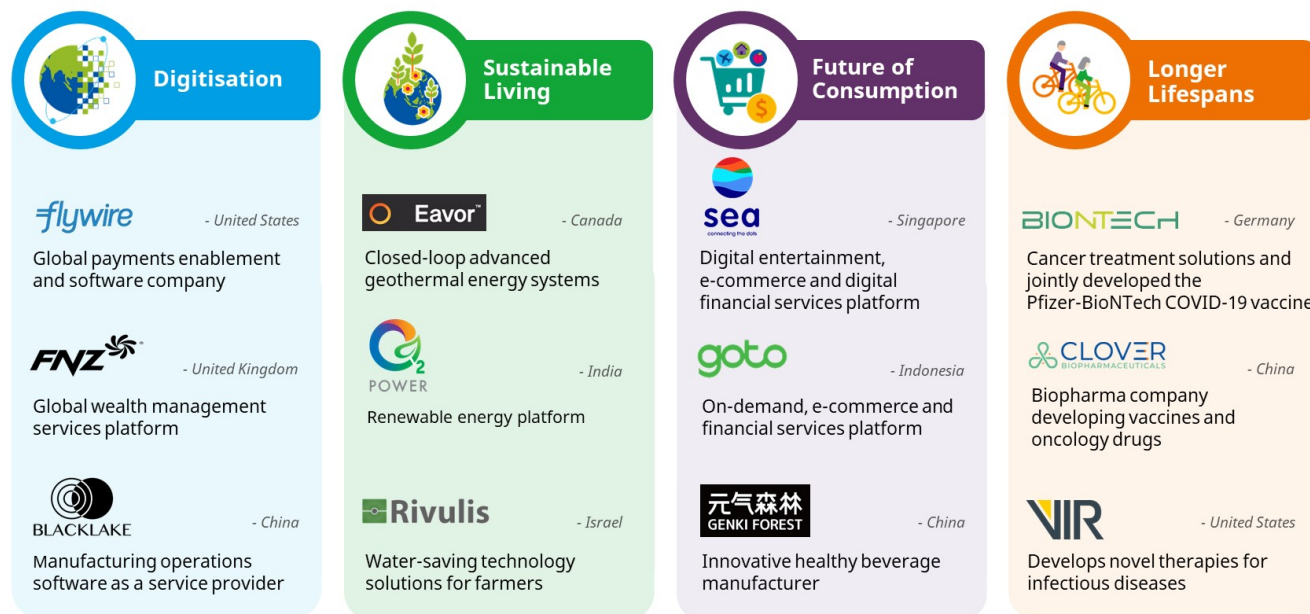 Digitisation
flywire
- United States
Global payments enablement
and software company
FNZ
- United Kingdom
Global wealth management
services platform
BLACKLAKE
- China
Manufacturing operations
software as a service provider
Sustainable
Living
Eavor™
- Canada
Closed-loop advanced
geothermal energy systems
O2
POWER
- India
Renewable energy platform
Rivulis
- Israel
Water-saving technology
solutions for farmers
Future of
Consumption
sea
connecting the dots
- Singapore
Digital entertainment,
e-commerce and digital
financial services platform
goto
- Indonesia
On-demand, e-commerce and
financial services platform
元气森林
GENKI FOREST
- China
Innovative healthy beverage
manufacturer
Longer
Lifespans
BIONTECH
- Germany
Cancer treatment solutions and
jointly developed the
Pfizer-BioNTech COVID-19 vaccine
CLOVER
BIOPHARMACEUTICALS
- China
Biopharma company
developing vaccines and
oncology drugs
VIR
- United States
Develops novel therapies for
infectious diseases